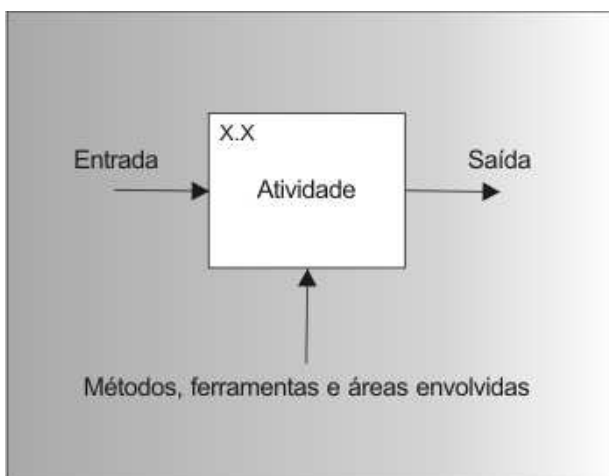 X.X
Entrada
Saída
Atividade
Métodos, ferramentas e áreas envolvidas